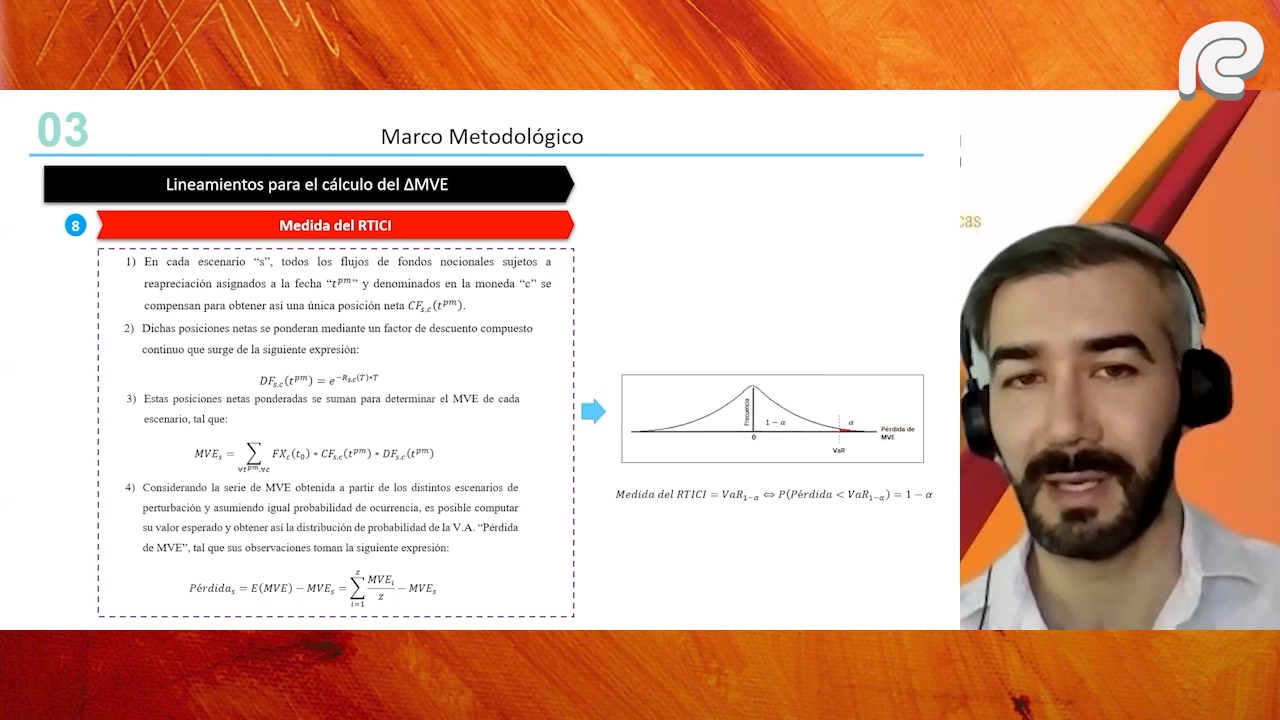 03
Marco Metodológico
Lineamientos para el cálculo del ΔMVE
8
Medida del RTICI
1) En cada escenario “s”, todos los flujos de fondos nocionales sujetos a
reapreciación asignados a la fecha “t^{pm}” y denominados en la moneda “c” se
compensan para obtener así una única posición neta CF_{s,c}(t^{pm}).
2) Dichas posiciones netas se ponderan mediante un factor de descuento compuesto
continuo que surge de la siguiente expresión:
DF_{s,c}(t^{pm}) = e^{-R_{s,c}(T)*T}
3) Estas posiciones netas ponderadas se suman para determinar el MVE de cada
escenario, tal que:
MVE_s = ∑_{∀t^{pm},∀c} FX_c(t_0) * CF_{s,c}(t^{pm}) * DF_{s,c}(t^{pm})
4) Considerando la serie de MVE obtenida a partir de los distintos escenarios de
perturbación y asumiendo igual probabilidad de ocurrencia, es posible computar
su valor esperado y obtener así la distribución de probabilidad de la V.A. “Pérdida
de MVE”, tal que sus observaciones toman la siguiente expresión:
Pérdida_s = E(MVE) − MVE_s = ∑_{i=1}^{z} MVE_i/z − MVE_s
Frecuencia
1 − α
α
0
VaR
Pérdida de
MVE
Medida del RTICI = VaR_{1−α} ⇔ P(Pérdida < VaR_{1−α}) = 1 − α
cas